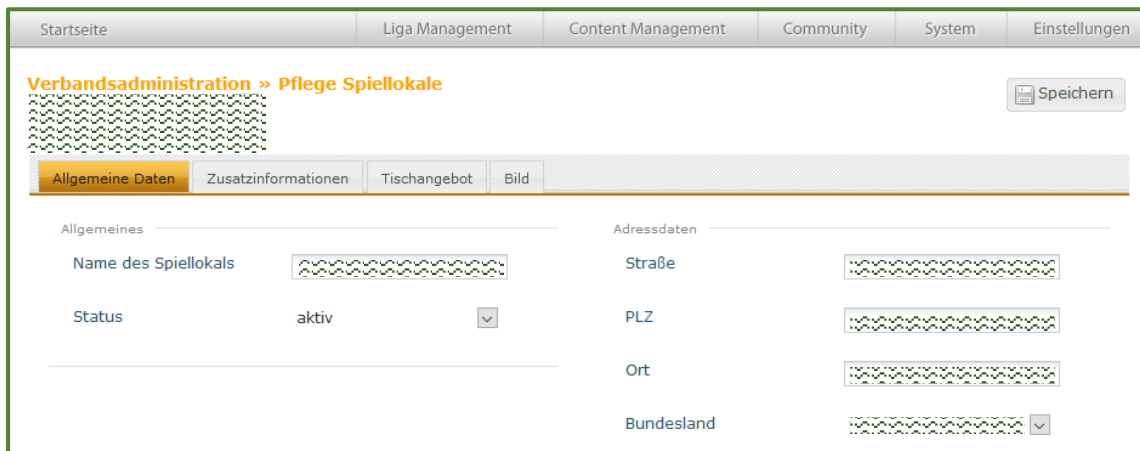 Startseite Liga Management Content Management Community System Einstellungen
Verbandsadministration » Pflege Spiellokale
Speichern
Allgemeine Daten Zusatzinformationen Tischangebot Bild
Allgemeines Adressdaten
Name des Spiellokals Straße
Status aktiv PLZ
Ort
Bundesland